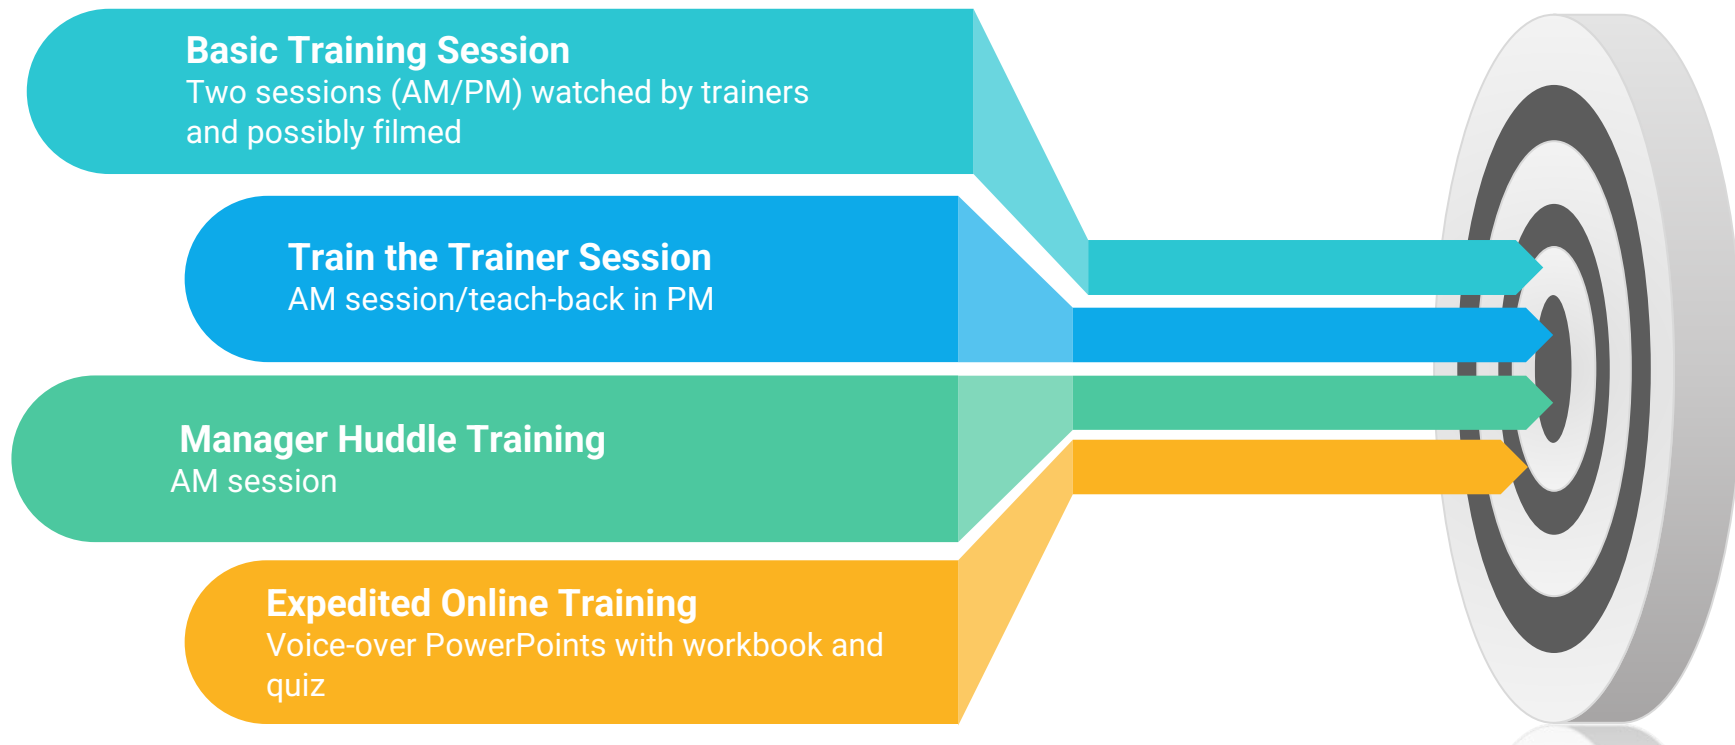 Basic Training Session
Two sessions (AM/PM) watched by trainers
and possibly filmed
Train the Trainer Session
AM session/teach-back in PM
Manager Huddle Training
AM session
Expedited Online Training
Voice-over PowerPoints with workbook and
quiz